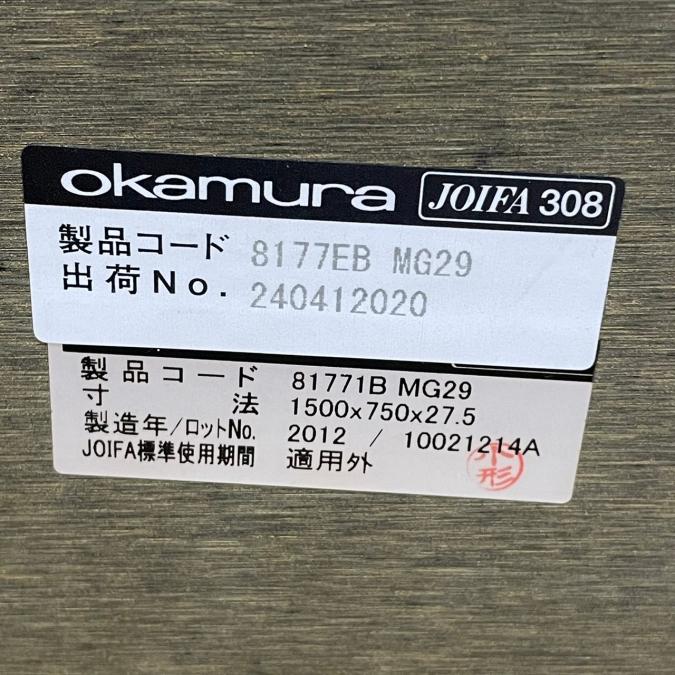 okamura JOIFA 308
製品コード 8177EB MG29
出荷No. 240412020
製品コード 81771B MG29
寸法 1500x750x27.5
製造年/ロットNo. 2012 / 10021214A
JOIFA標準使用期間 適用外